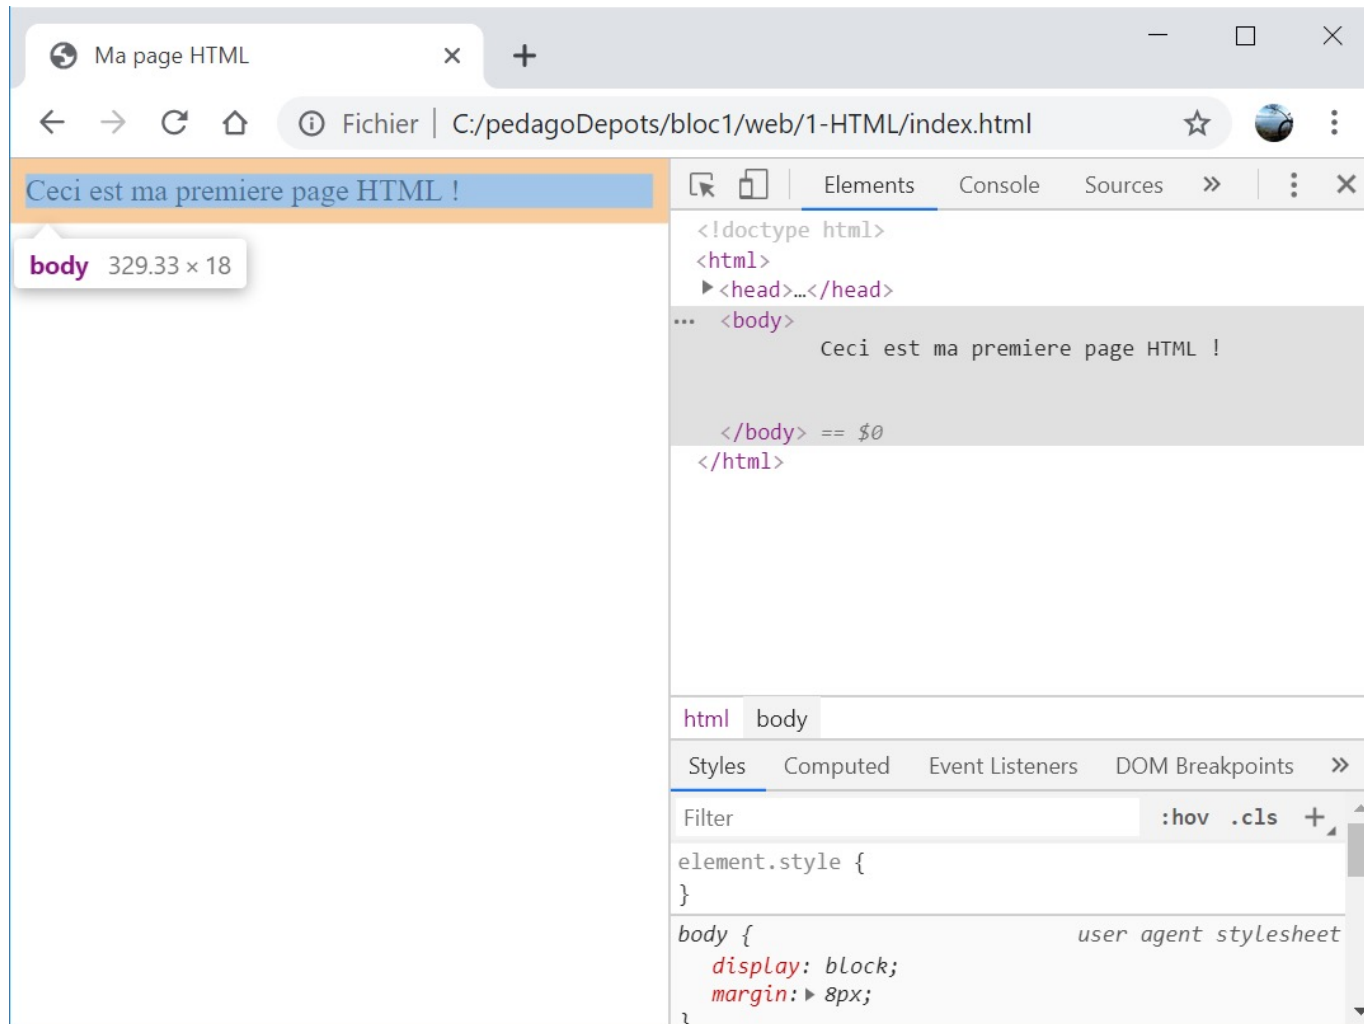 Ma page HTML
Fichier C:/pedagoDepots/bloc1/web/1-HTML/index.html
Ceci est ma premiere page HTML !
body 329.33 × 18
Elements Console Sources »
<!doctype html>
<html>
<head>…</head>
<body>
Ceci est ma premiere page HTML !
</body> == $0
</html>
html body
Styles Computed Event Listeners DOM Breakpoints »
Filter :hov .cls +
element.style {
}
body { user agent stylesheet
display: block;
margin: 8px;
}